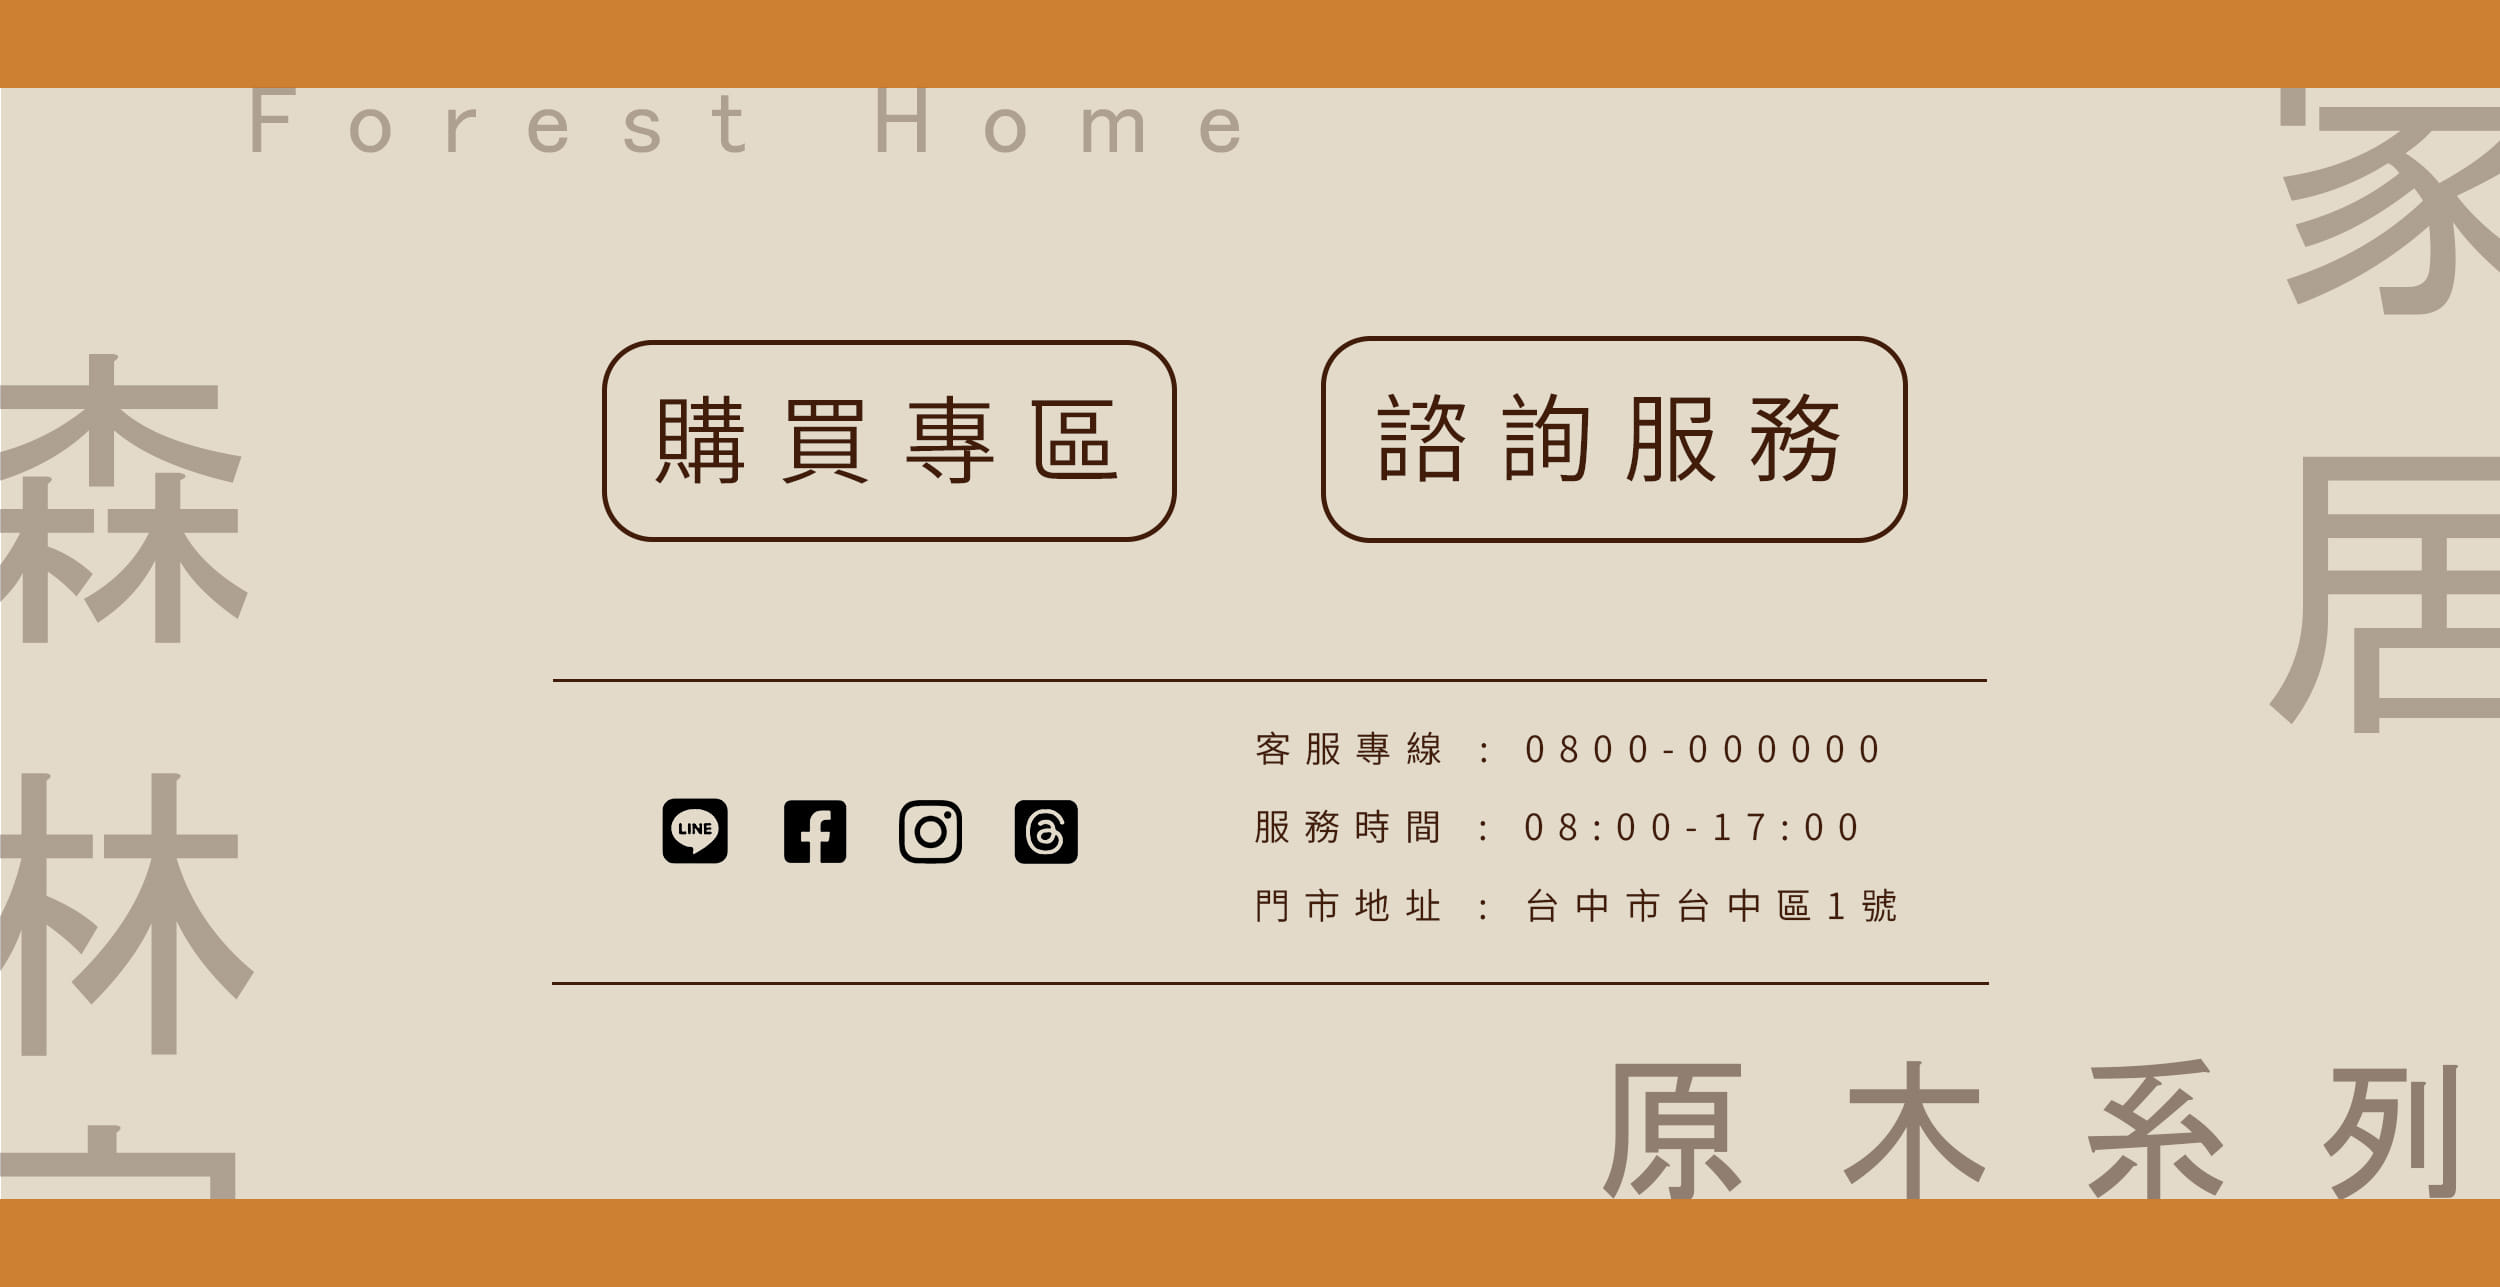 Forest Home
購買專區
諮詢服務
客服專線：0800-000000
服務時間：08:00-17:00
門市地址：台中市台中區1號
LINE
森林
家居
原木系列